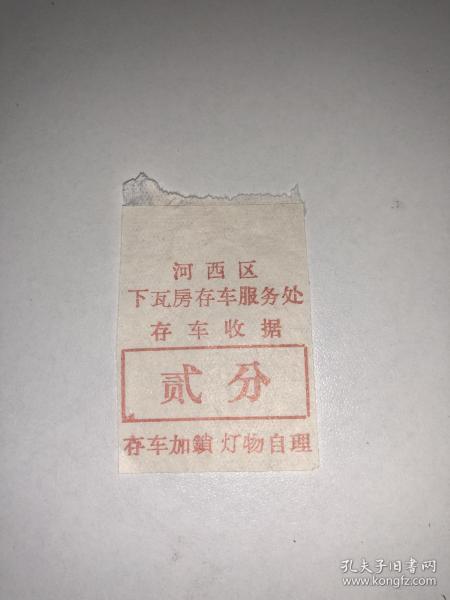 河西区
下瓦房存车服务处
存车收据
贰分
存车加鎖 灯物自理
孔夫子旧书网
www.kongfz.com